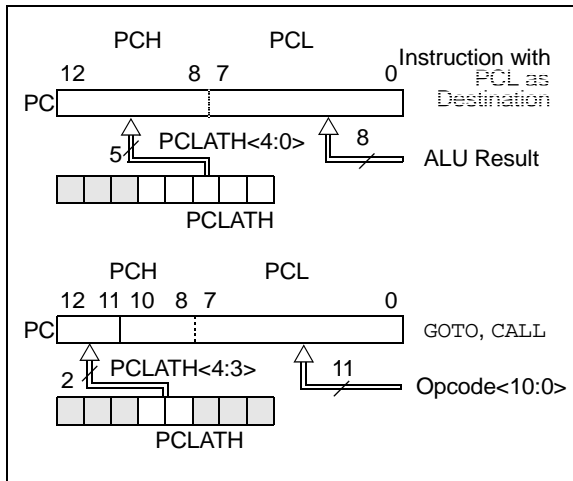 PCH PCL
12 8 7 0
Instruction with
PCL as
Destination
PC
5 PCLATH<4:0> 8
ALU Result
PCLATH
PCH PCL
12 11 10 8 7 0
PC
GOTO, CALL
2 PCLATH<4:3> 11
Opcode<10:0>
PCLATH